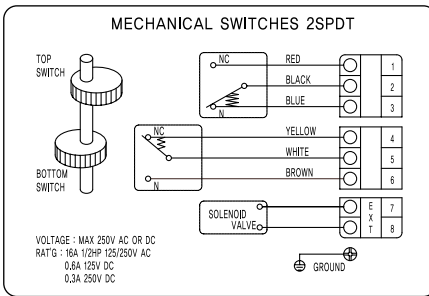 MECHANICAL SWITCHES 2SPDT
TOP
SWITCH
BOTTOM
SWITCH
NC
N
RED
BLACK
BLUE
1
2
3
NC
N
YELLOW
WHITE
BROWN
4
5
6
SOLENOID
VALVE
E
X
T
7
8
GROUND
VOLTAGE : MAX 250V AC OR DC
RAT'G : 16A 1/2HP 125/250V AC
0.6A 125V DC
0.3A 250V DC